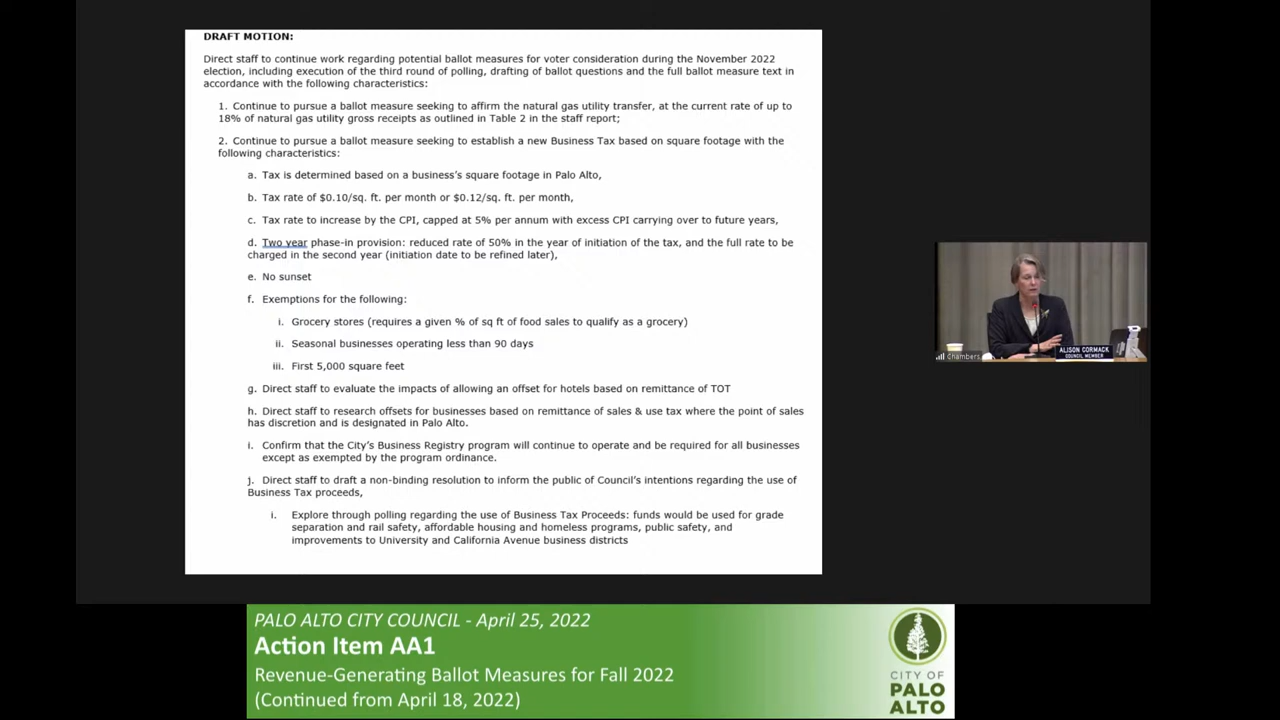 DRAFT MOTION:
Direct staff to continue work regarding potential ballot measures for voter consideration during the November 2022
election, including execution of the third round of polling, drafting of ballot questions and the full ballot measure text in
accordance with the following characteristics:
1. Continue to pursue a ballot measure seeking to affirm the natural gas utility transfer, at the current rate of up to
18% of natural gas utility gross receipts as outlined in Table 2 in the staff report;
2. Continue to pursue a ballot measure seeking to establish a new Business Tax based on square footage with the
following characteristics:
a. Tax is determined based on a business's square footage in Palo Alto,
b. Tax rate of $0.10/sq. ft. per month or $0.12/sq. ft. per month,
c. Tax rate to increase by the CPI, capped at 5% per annum with excess CPI carrying over to future years,
d. Two year phase-in provision: reduced rate of 50% in the year of initiation of the tax, and the full rate to be
charged in the second year (initiation date to be refined later),
e. No sunset
f. Exemptions for the following:
i. Grocery stores (requires a given % of sq ft of food sales to qualify as a grocery)
ii. Seasonal businesses operating less than 90 days
iii. First 5,000 square feet
g. Direct staff to evaluate the impacts of allowing an offset for hotels based on remittance of TOT
h. Direct staff to research offsets for businesses based on remittance of sales & use tax where the point of sales
has discretion and is designated in Palo Alto.
i. Confirm that the City's Business Registry program will continue to operate and be required for all businesses
except as exempted by the program ordinance.
j. Direct staff to draft a non-binding resolution to inform the public of Council's intentions regarding the use of
Business Tax proceeds,
i. Explore through polling regarding the use of Business Tax Proceeds: funds would be used for grade
separation and rail safety, affordable housing and homeless programs, public safety, and
improvements to University and California Avenue business districts
Chambers
ALISON CORMACK
COUNCIL MEMBER
PALO ALTO CITY COUNCIL - April 25, 2022
Action Item AA1
Revenue-Generating Ballot Measures for Fall 2022
(Continued from April 18, 2022)
CITY OF
PALO
ALTO